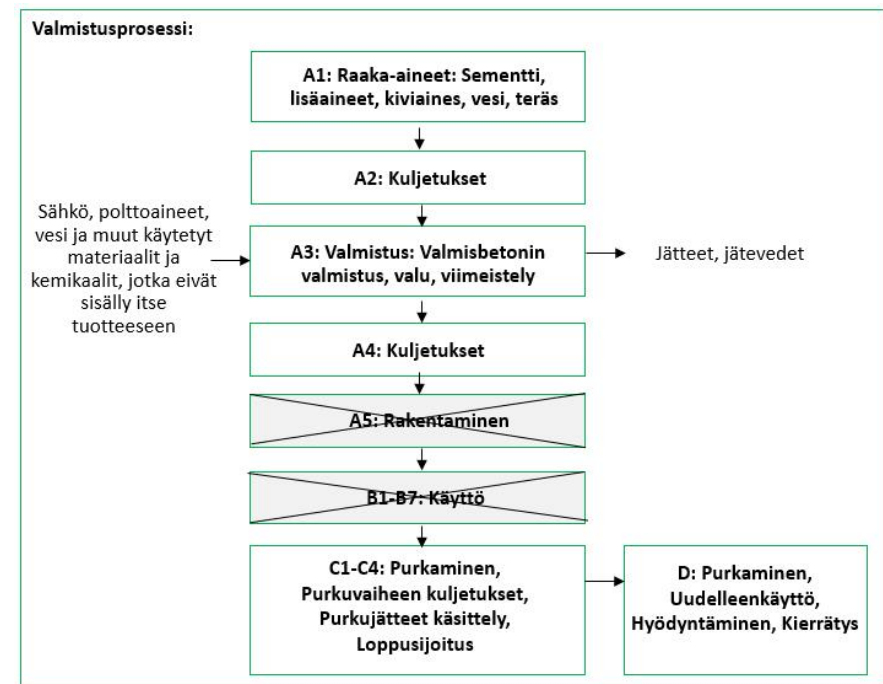 Valmistusprosessi:
A1: Raaka-aineet: Sementti,
lisäaineet, kiviaines, vesi, teräs
A2: Kuljetukset
Sähkö, polttoaineet,
vesi ja muut käytetyt
materiaalit ja
kemikaalit, jotka eivät
sisälly itse
tuotteeseen
A3: Valmistus: Valmisbetonin
valmistus, valu, viimeistely
Jätteet, jätevedet
A4: Kuljetukset
A5: Rakentaminen
B1-B7: Käyttö
C1-C4: Purkaminen,
Purkuvaiheen kuljetukset,
Purkujätteet käsittely,
Loppusijoitus
D: Purkaminen,
Uudelleenkäyttö,
Hyödyntäminen, Kierrätys